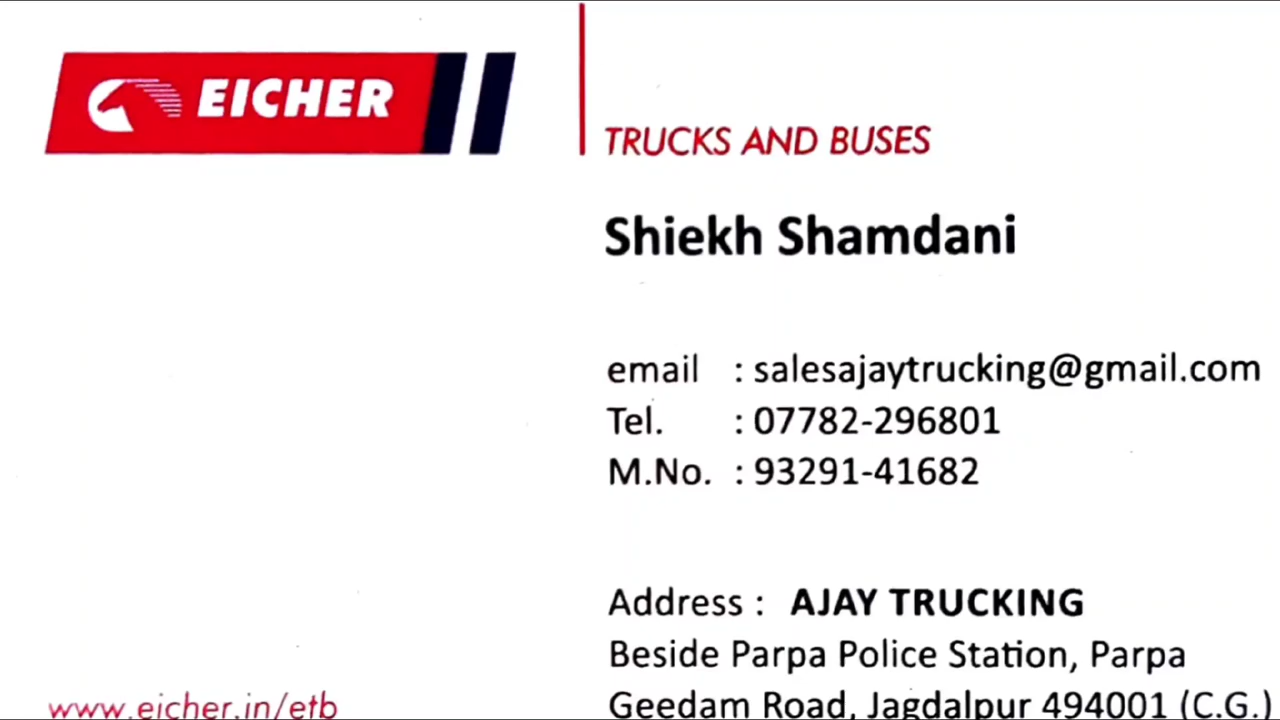 EICHER
TRUCKS AND BUSES
Shiekh Shamdani
email : salesajaytrucking@gmail.com
Tel. : 07782-296801
M.No. : 93291-41682
Address : AJAY TRUCKING
Beside Parpa Police Station, Parpa
Geedam Road, Jagdalpur 494001 (C.G.)
www.eicher.in/etb